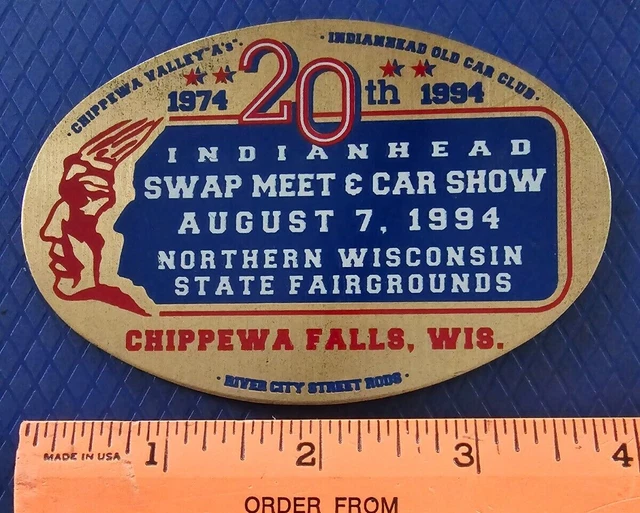 ·CHIPPEWA VALLEY "A's"·
·INDIANHEAD OLD CAR CLUB·
1974 20th 1994
INDIANHEAD
SWAP MEET & CAR SHOW
AUGUST 7, 1994
NORTHERN WISCONSIN
STATE FAIRGROUNDS
CHIPPEWA FALLS, WIS.
·RIVER CITY STREET RODS·
MADE IN USA 1 2 3 4
ORDER FROM